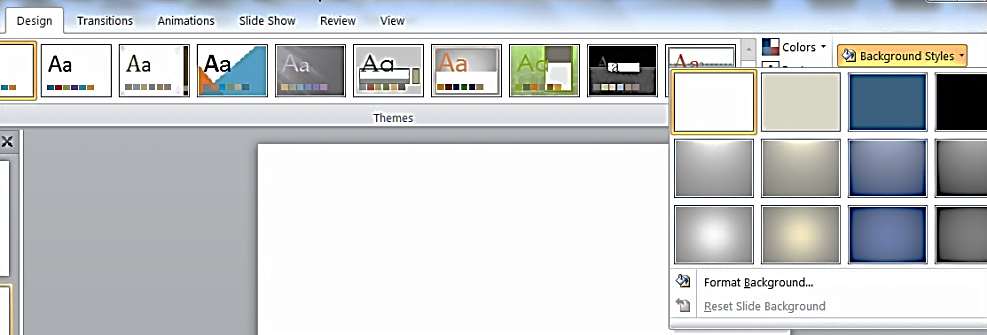 Design Transitions Animations Slide Show Review View
Aa Aa Aa Aa Aa Aa Aa Aa Colors Background Styles
Themes
Format Background...
Reset Slide Background